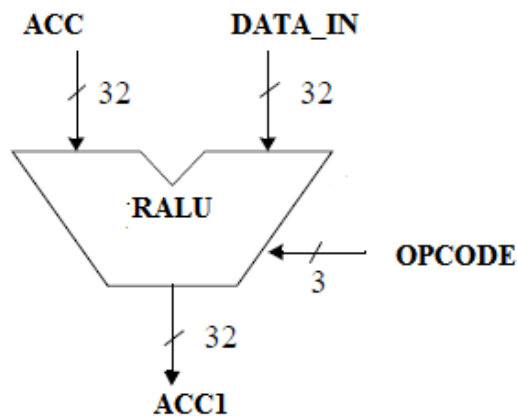 ACC DATA_IN
32 32
RALU
OPCODE
3
32
ACC1